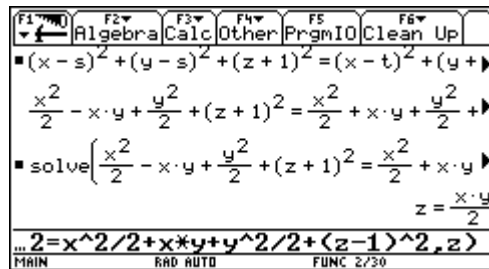 F1 F2 F3 F4 F5 F6
Algebra Calc Other PrgmIO Clean Up
▪(x - s)² + (y - s)² + (z + 1)² = (x - t)² + (y +▶
x²/2 - x·y + y²/2 + (z + 1)² = x²/2 + x·y + y²/2 +▶
▪solve(x²/2 - x·y + y²/2 + (z + 1)² = x²/2 + x·y▶
z = x·y/2
…2=x^2/2+x*y+y^2/2+(z-1)^2,z)
MAIN RAD AUTO FUNC 2/30